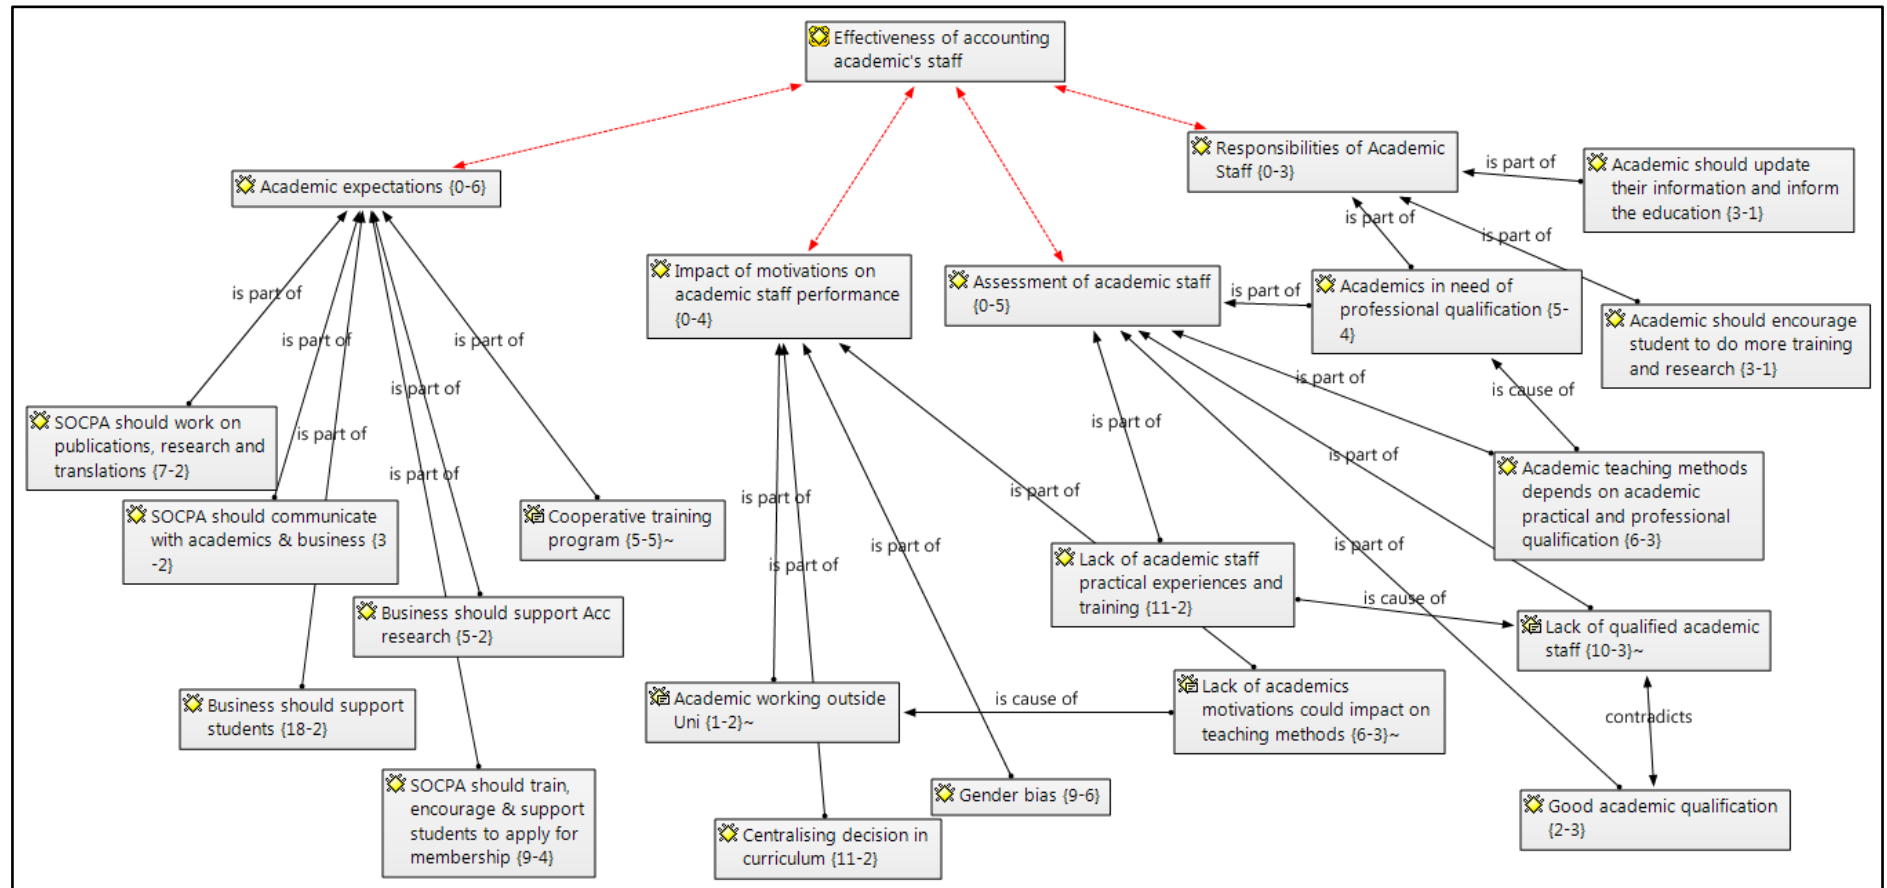 Effectiveness of accounting
academic's staff
Responsibilities of Academic
Staff {0-3}
is part of
Academic should update
their information and inform
the education {3-1}
Academic expectations {0-6}
is part of
is part of
Impact of motivations on
academic staff performance
{0-4}
Assessment of academic staff
{0-5}
is part of
Academics in need of
professional qualification {5-
4}
Academic should encourage
student to do more training
and research {3-1}
is part of
is part of
is part of
is part of
is part of
is cause of
SOCPA should work on
publications, research and
translations {7-2}
is part of
is part of
is part of
is part of
Academic teaching methods
depends on academic
practical and professional
qualification {6-3}
is part of
is part of
SOCPA should communicate
with academics & business {3
-2}
Cooperative training
program {5-5}~
is part of
is part of
is part of
Lack of academic staff
practical experiences and
training {11-2}
is cause of
Business should support Acc
research {5-2}
Lack of qualified academic
staff {10-3}~
Business should support
students {18-2}
Academic working outside
Uni {1-2}~
is cause of
Lack of academics
motivations could impact on
teaching methods {6-3}~
contradicts
SOCPA should train,
encourage & support
students to apply for
membership {9-4}
Gender bias {9-6}
Centralising decision in
curriculum {11-2}
Good academic qualification
{2-3}